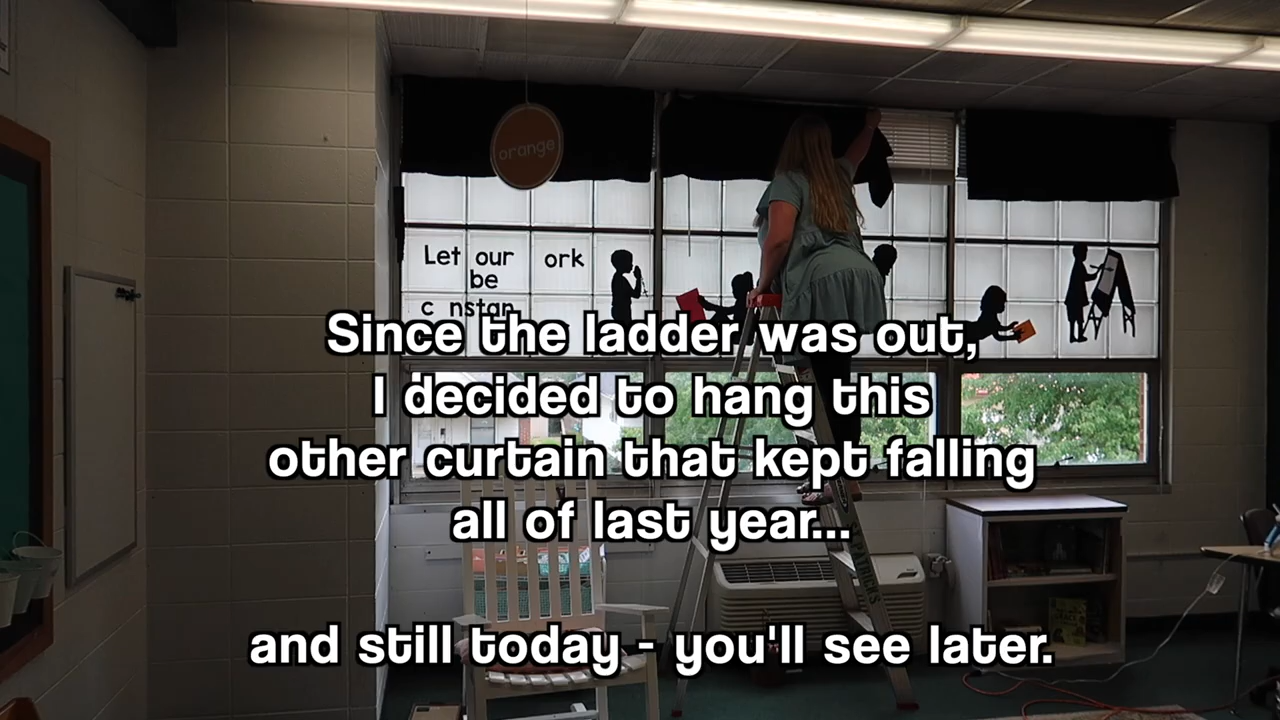 orange
Let our ork
be
c nstan
Since the ladder was out,
I decided to hang this
other curtain that kept falling
all of last year...
and still today - you'll see later.